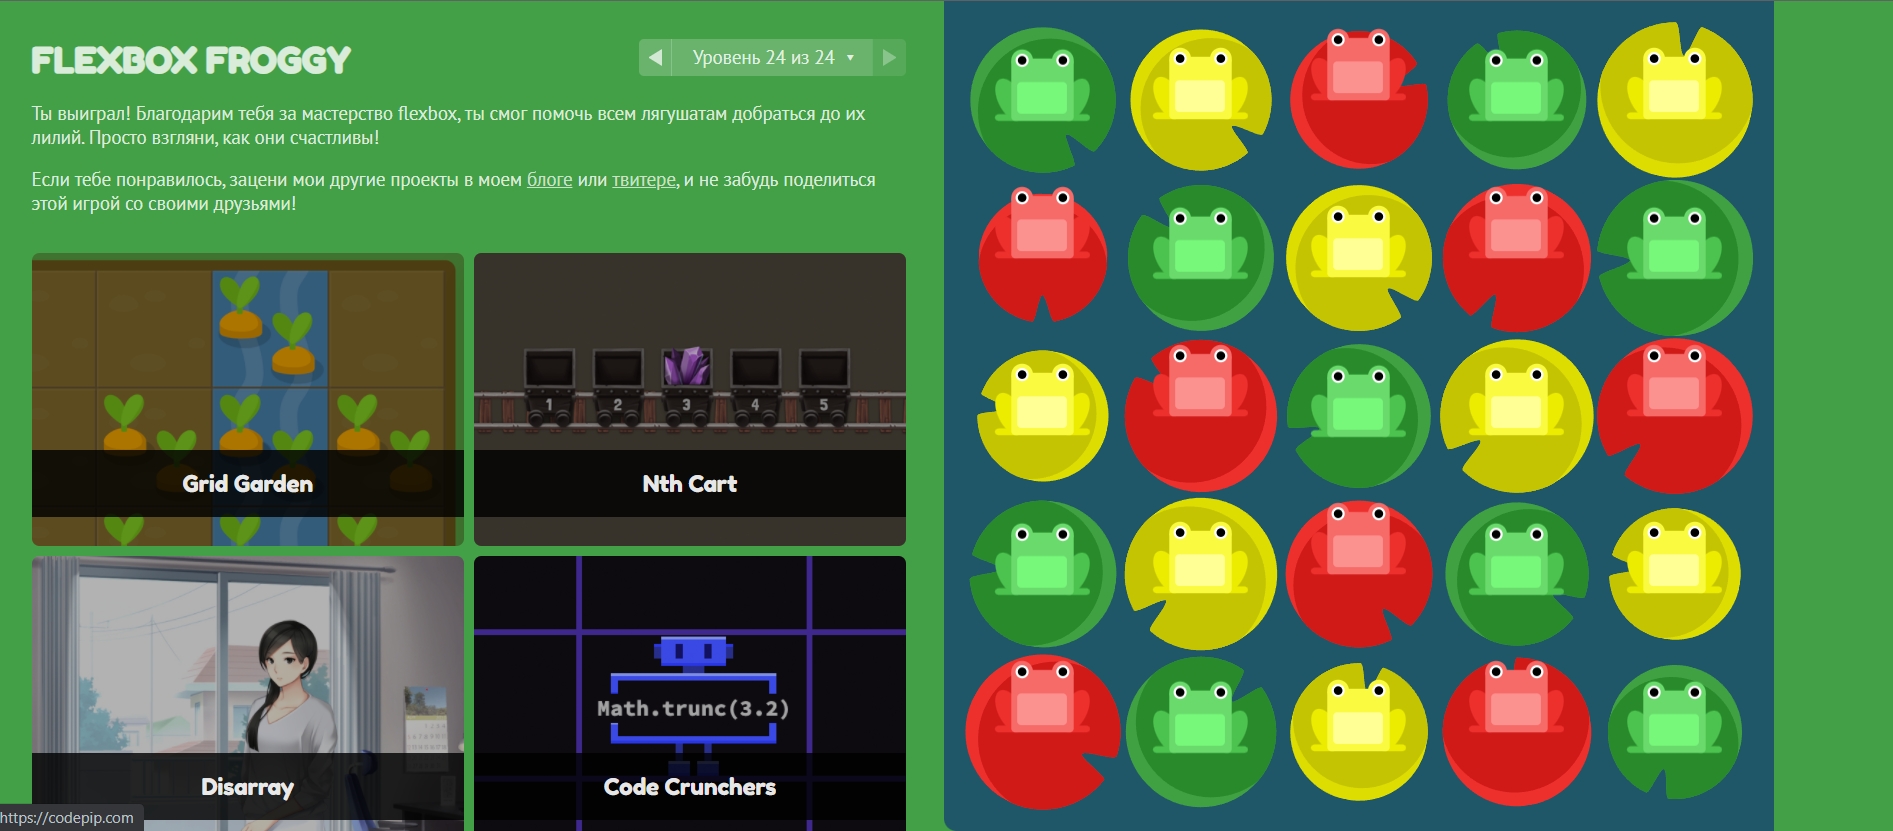 FLEXBOX FROGGY
Уровень 24 из 24
Ты выиграл! Благодарим тебя за мастерство flexbox, ты смог помочь всем лягушатам добраться до их
лилий. Просто взгляни, как они счастливы!
Если тебе понравилось, зацени мои другие проекты в моем блоге или твитере, и не забудь поделиться
этой игрой со своими друзьями!
Grid Garden
1 2 3 4 5
Nth Cart
Disarray
Math.trunc(3.2)
Code Crunchers
https://codepip.com